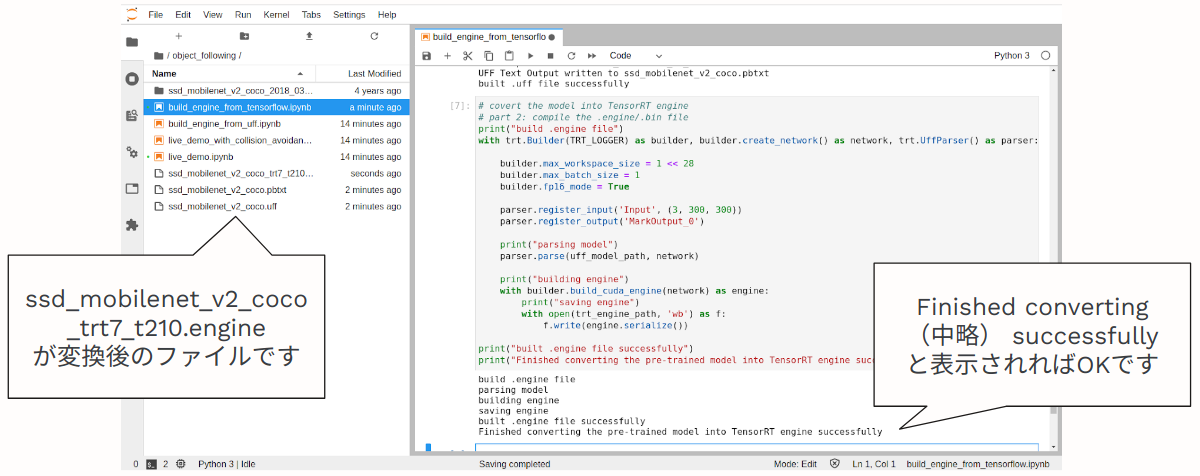 File Edit View Run Kernel Tabs Settings Help
/ object_following /
Name Last Modified
ssd_mobilenet_v2_coco_2018_03... 4 years ago
build_engine_from_tensorflow.ipynb a minute ago
build_engine_from_uff.ipynb 14 minutes ago
live_demo_with_collision_avoidan... 14 minutes ago
live_demo.ipynb 14 minutes ago
ssd_mobilenet_v2_coco_trt7_t210... seconds ago
ssd_mobilenet_v2_coco.pbtxt 2 minutes ago
ssd_mobilenet_v2_coco.uff 2 minutes ago
ssd_mobilenet_v2_coco
_trt7_t210.engine
が変換後のファイルです
build_engine_from_tensorflo
Code Python 3
UFF Text Output written to ssd_mobilenet_v2_coco.pbtxt
built .uff file successfully
[7]: # covert the model into TensorRT engine
# part 2: compile the .engine/.bin file
print("build .engine file")
with trt.Builder(TRT_LOGGER) as builder, builder.create_network() as network, trt.UffParser() as parser:
builder.max_workspace_size = 1 << 28
builder.max_batch_size = 1
builder.fp16_mode = True
parser.register_input('Input', (3, 300, 300))
parser.register_output('MarkOutput_0')
print("parsing model")
parser.parse(uff_model_path, network)
print("building engine")
with builder.build_cuda_engine(network) as engine:
print("saving engine")
with open(trt_engine_path, 'wb') as f:
f.write(engine.serialize())
print("built .engine file successfully")
print("Finished converting the pre-trained model into TensorRT engine suc
build .engine file
parsing model
building engine
saving engine
built .engine file successfully
Finished converting the pre-trained model into TensorRT engine successfully
Finished converting
（中略） successfully
と表示されればOKです
0 2 Python 3 | Idle Saving completed Mode: Edit Ln 1, Col 1 build_engine_from_tensorflow.ipynb